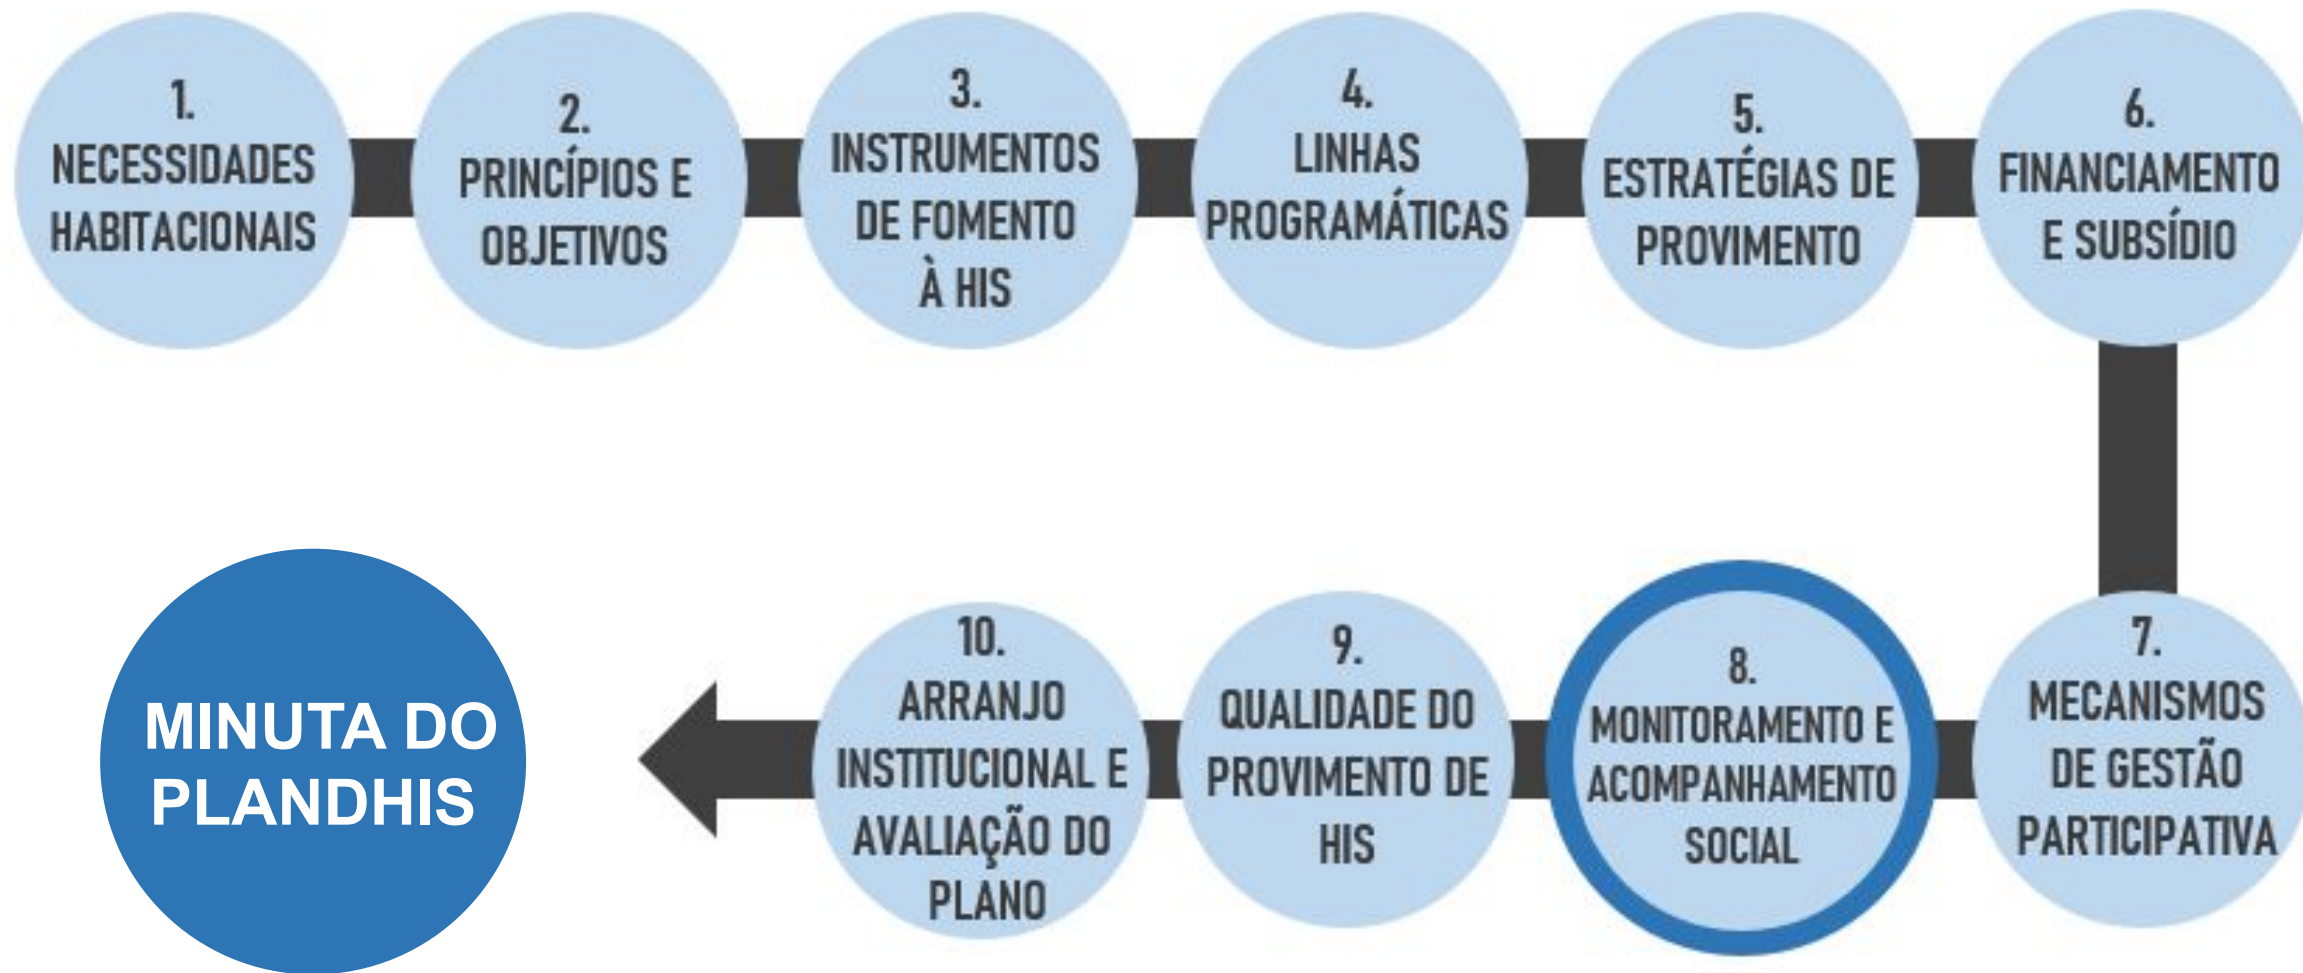 1.
NECESSIDADES
HABITACIONAIS
2.
PRINCÍPIOS E
OBJETIVOS
3.
INSTRUMENTOS
DE FOMENTO
À HIS
4.
LINHAS
PROGRAMÁTICAS
5.
ESTRATÉGIAS DE
PROVIMENTO
6.
FINANCIAMENTO
E SUBSÍDIO
7.
MECANISMOS
DE GESTÃO
PARTICIPATIVA
8.
MONITORAMENTO E
ACOMPANHAMENTO
SOCIAL
9.
QUALIDADE DO
PROVIMENTO DE
HIS
10.
ARRANJO
INSTITUCIONAL E
AVALIAÇÃO DO
PLANO
MINUTA DO
PLANDHIS